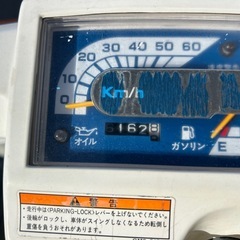 0 10 20 30 40 50 60
Km/h
オイル
ガソリン
E
警告
・走行中は<PARKING-LOCK>レバーを上げないでください。
・後輪がロックし、車体がスイングしなくなるため転倒し
重傷を負うおそれがあります。